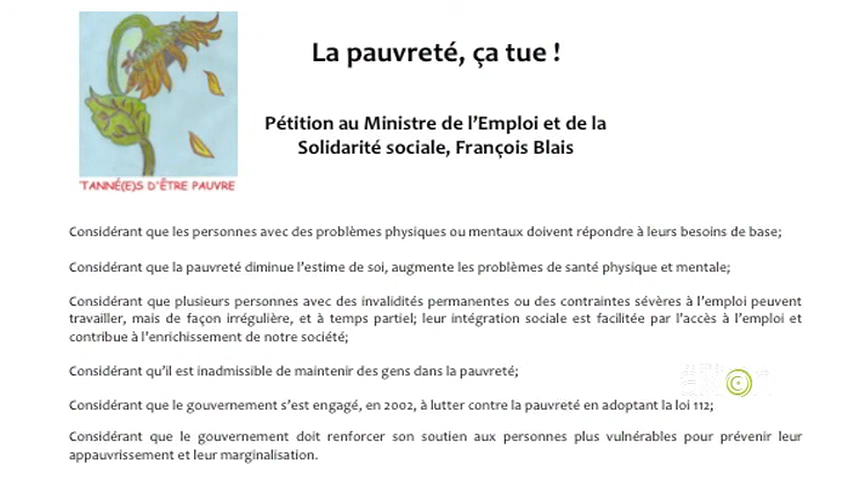 La pauvreté, ça tue !
Pétition au Ministre de l'Emploi et de la
Solidarité sociale, François Blais
TANNÉ(E)S D'ÊTRE PAUVRE
Considérant que les personnes avec des problèmes physiques ou mentaux doivent répondre à leurs besoins de base;
Considérant que la pauvreté diminue l'estime de soi, augmente les problèmes de santé physique et mentale;
Considérant que plusieurs personnes avec des invalidités permanentes ou des contraintes sévères à l'emploi peuvent
travailler, mais de façon irrégulière, et à temps partiel; leur intégration sociale est facilitée par l'accès à l'emploi et
contribue à l'enrichissement de notre société;
Considérant qu'il est inadmissible de maintenir des gens dans la pauvreté;
Considérant que le gouvernement s'est engagé, en 2002, à lutter contre la pauvreté en adoptant la loi 112;
Considérant que le gouvernement doit renforcer son soutien aux personnes plus vulnérables pour prévenir leur
appauvrissement et leur marginalisation.